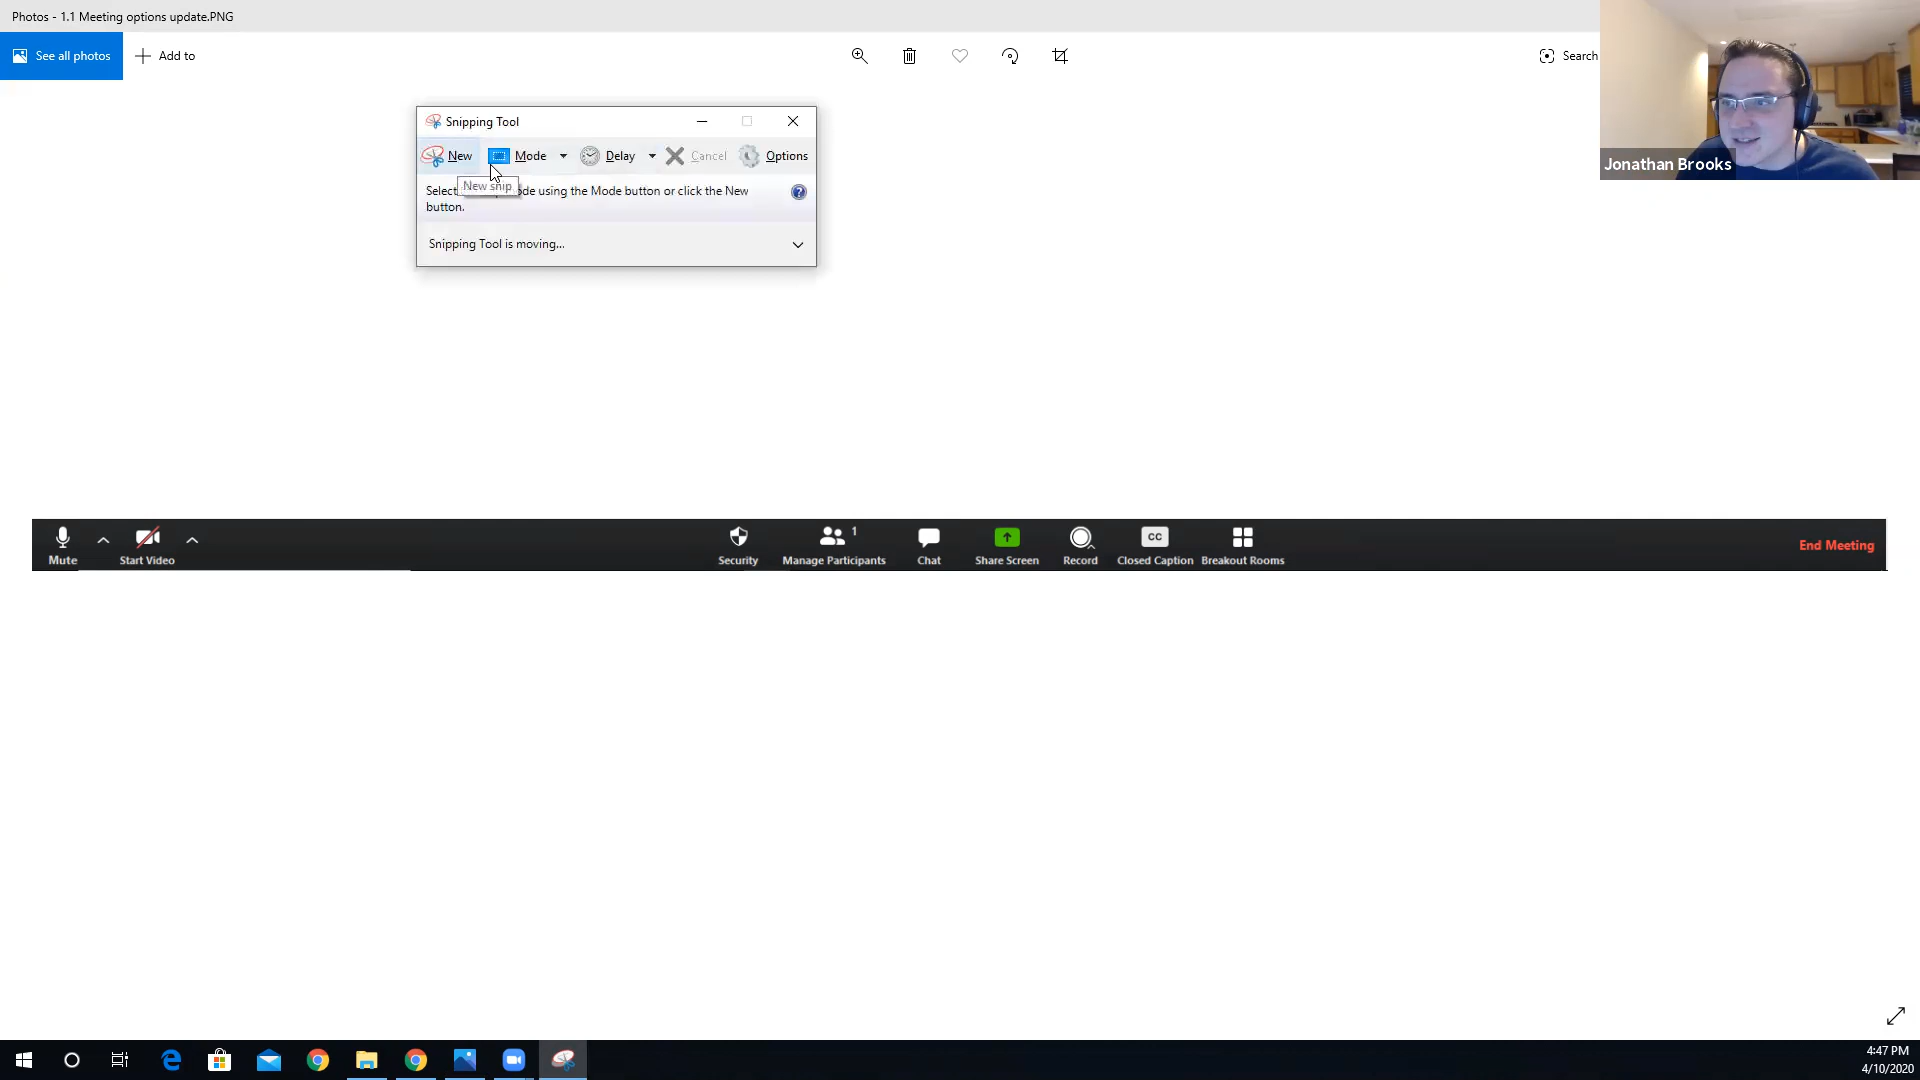 Photos - 1.1 Meeting options update.PNG
See all photos
Add to
Search
Jonathan Brooks
Snipping Tool
New Mode Delay Cancel Options
New snip
Select ode using the Mode button or click the New
button.
Snipping Tool is moving...
Mute
Start Video
Security
1
Manage Participants
Chat
Share Screen
Record
CC
Closed Caption
Breakout Rooms
End Meeting
4:47 PM
4/10/2020